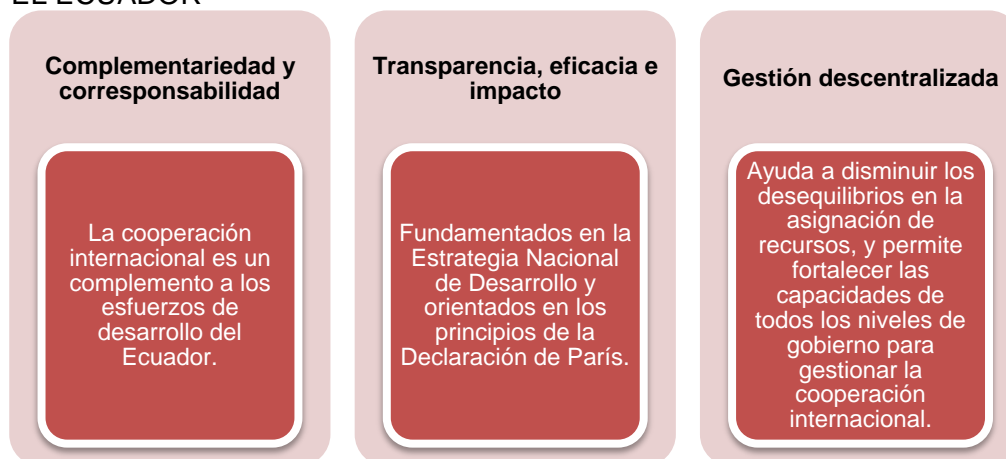 EL ECUADOR
Complementariedad y
corresponsabilidad
La cooperación
internacional es un
complemento a los
esfuerzos de
desarrollo del
Ecuador.
Transparencia, eficacia e
impacto
Fundamentados en la
Estrategia Nacional
de Desarrollo y
orientados en los
principios de la
Declaración de París.
Gestión descentralizada
Ayuda a disminuir los
desequilibrios en la
asignación de
recursos, y permite
fortalecer las
capacidades de
todos los niveles de
gobierno para
gestionar la
cooperación
internacional.